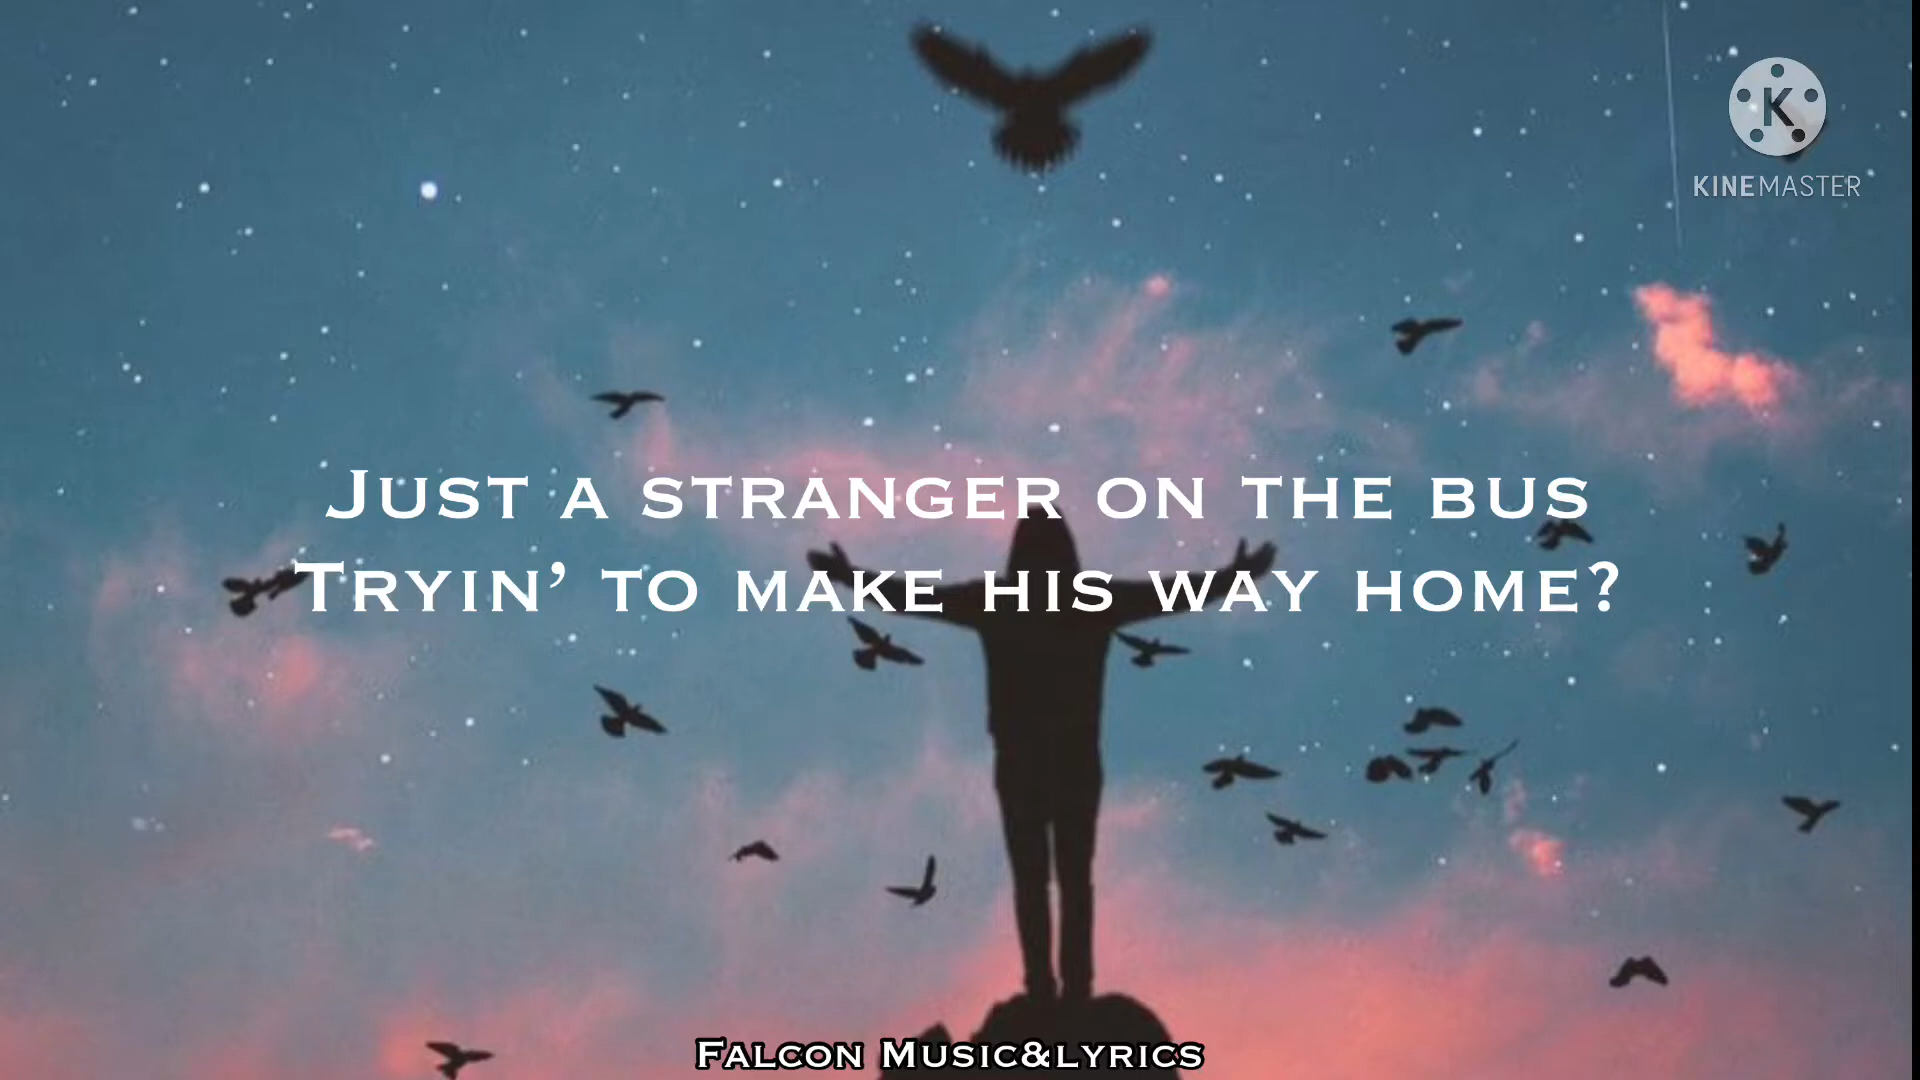 K
KINEMASTER
Just a stranger on the bus
Tryin’ to make his way home?
Falcon Music&lyrics